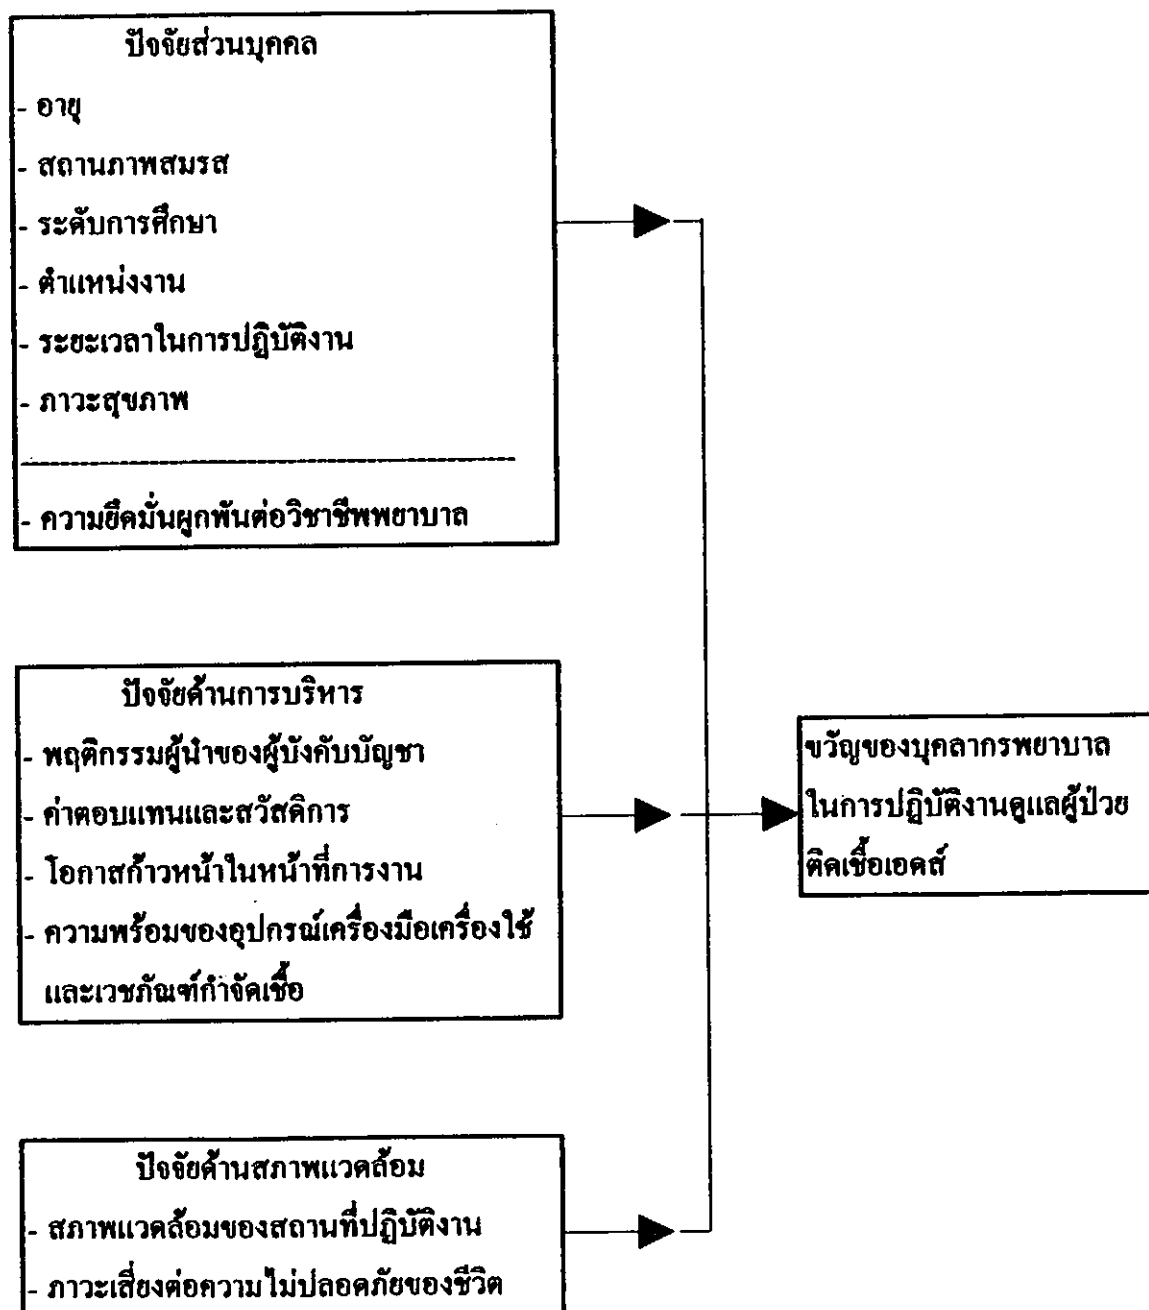 ปัจจัยส่วนบุคคล
- อายุ
- สถานภาพสมรส
- ระดับการศึกษา
- ตำแหน่งงาน
- ระยะเวลาในการปฏิบัติงาน
- ภาวะสุขภาพ
- ความยึดมั่นผูกพันต่อวิชาชีพพยาบาล
ปัจจัยด้านการบริหาร
- พฤติกรรมผู้นำของผู้บังคับบัญชา
- ค่าตอบแทนและสวัสดิการ
- โอกาสก้าวหน้าในหน้าที่การงาน
- ความพร้อมของอุปกรณ์เครื่องมือเครื่องใช้
และเวชภัณฑ์กำจัดเชื้อ
ปัจจัยด้านสภาพแวดล้อม
- สภาพแวดล้อมของสถานที่ปฏิบัติงาน
- ภาวะเสี่ยงต่อความไม่ปลอดภัยของชีวิต
ขวัญของบุคลากรพยาบาล
ในการปฏิบัติงานดูแลผู้ป่วย
ติดเชื้อเอดส์